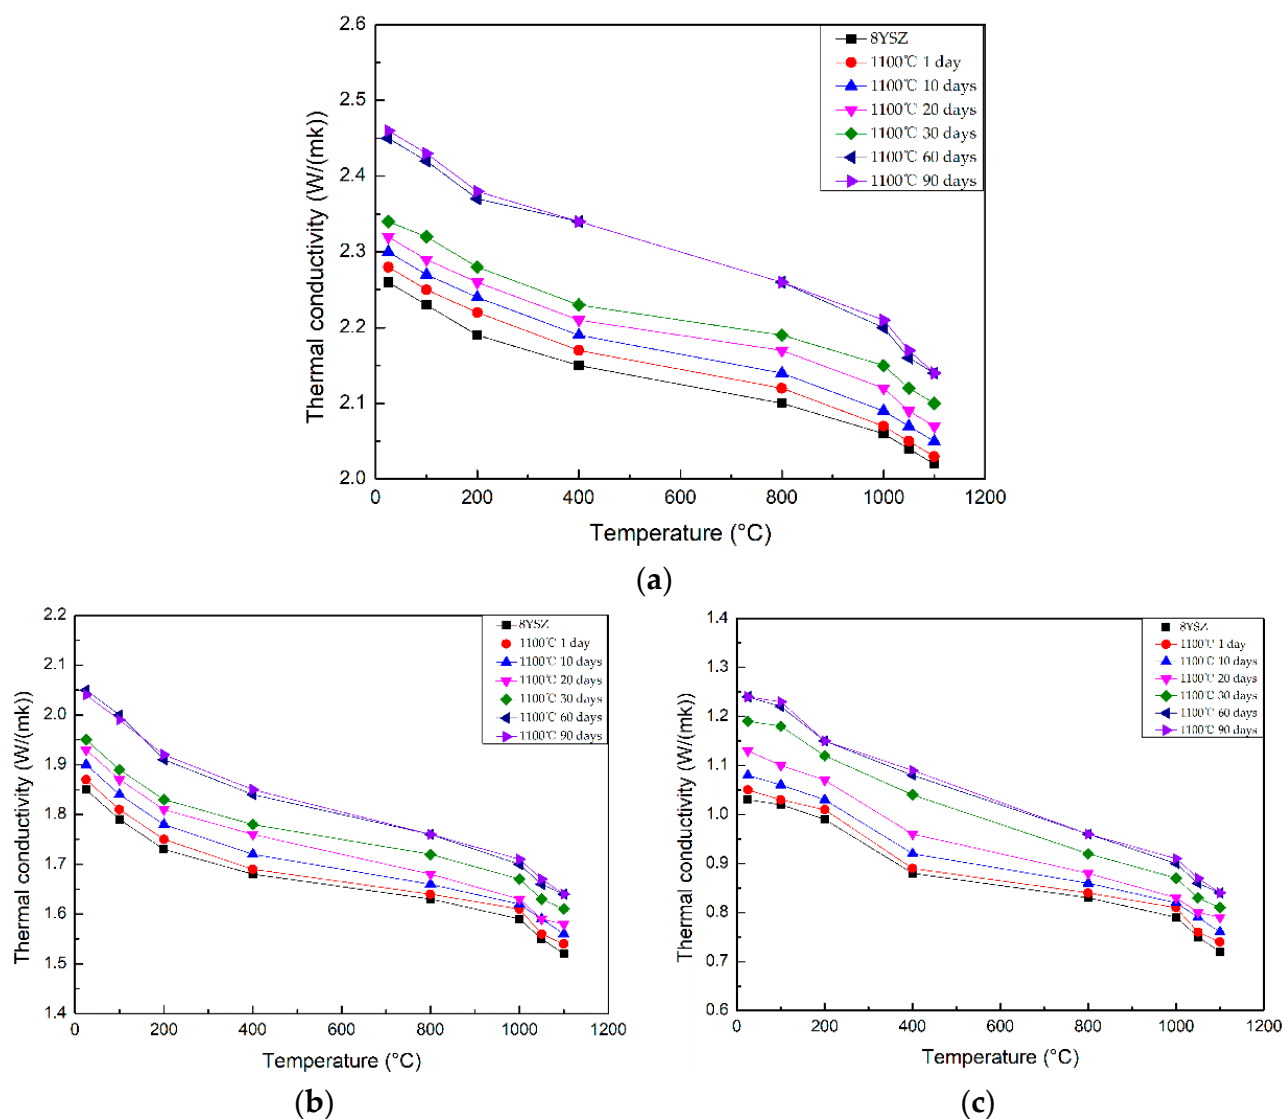 2.6
2.5
2.4
2.3
2.2
2.1
2.0
Thermal conductivity (W/(mk))
8YSZ
1100℃ 1 day
1100℃ 10 days
1100℃ 20 days
1100℃ 30 days
1100℃ 60 days
1100℃ 90 days
0 200 400 600 800 1000 1200
Temperature (°C)
(a)
2.2
2.1
2.0
1.9
1.8
1.7
1.6
1.5
1.4
Thermal conductivity (W/(mk))
8YSZ
1100℃ 1 day
1100℃ 10 days
1100℃ 20 days
1100℃ 30 days
1100℃ 60 days
1100℃ 90 days
0 200 400 600 800 1000 1200
Temperature (°C)
(b)
1.4
1.3
1.2
1.1
1.0
0.9
0.8
0.7
0.6
Thermal conductivity (W/(mk))
8YSZ
1100℃ 1 day
1100℃ 10 days
1100℃ 20 days
1100℃ 30 days
1100℃ 60 days
1100℃ 90 days
0 200 400 600 800 1000 1200
Temperature (°C)
(c)